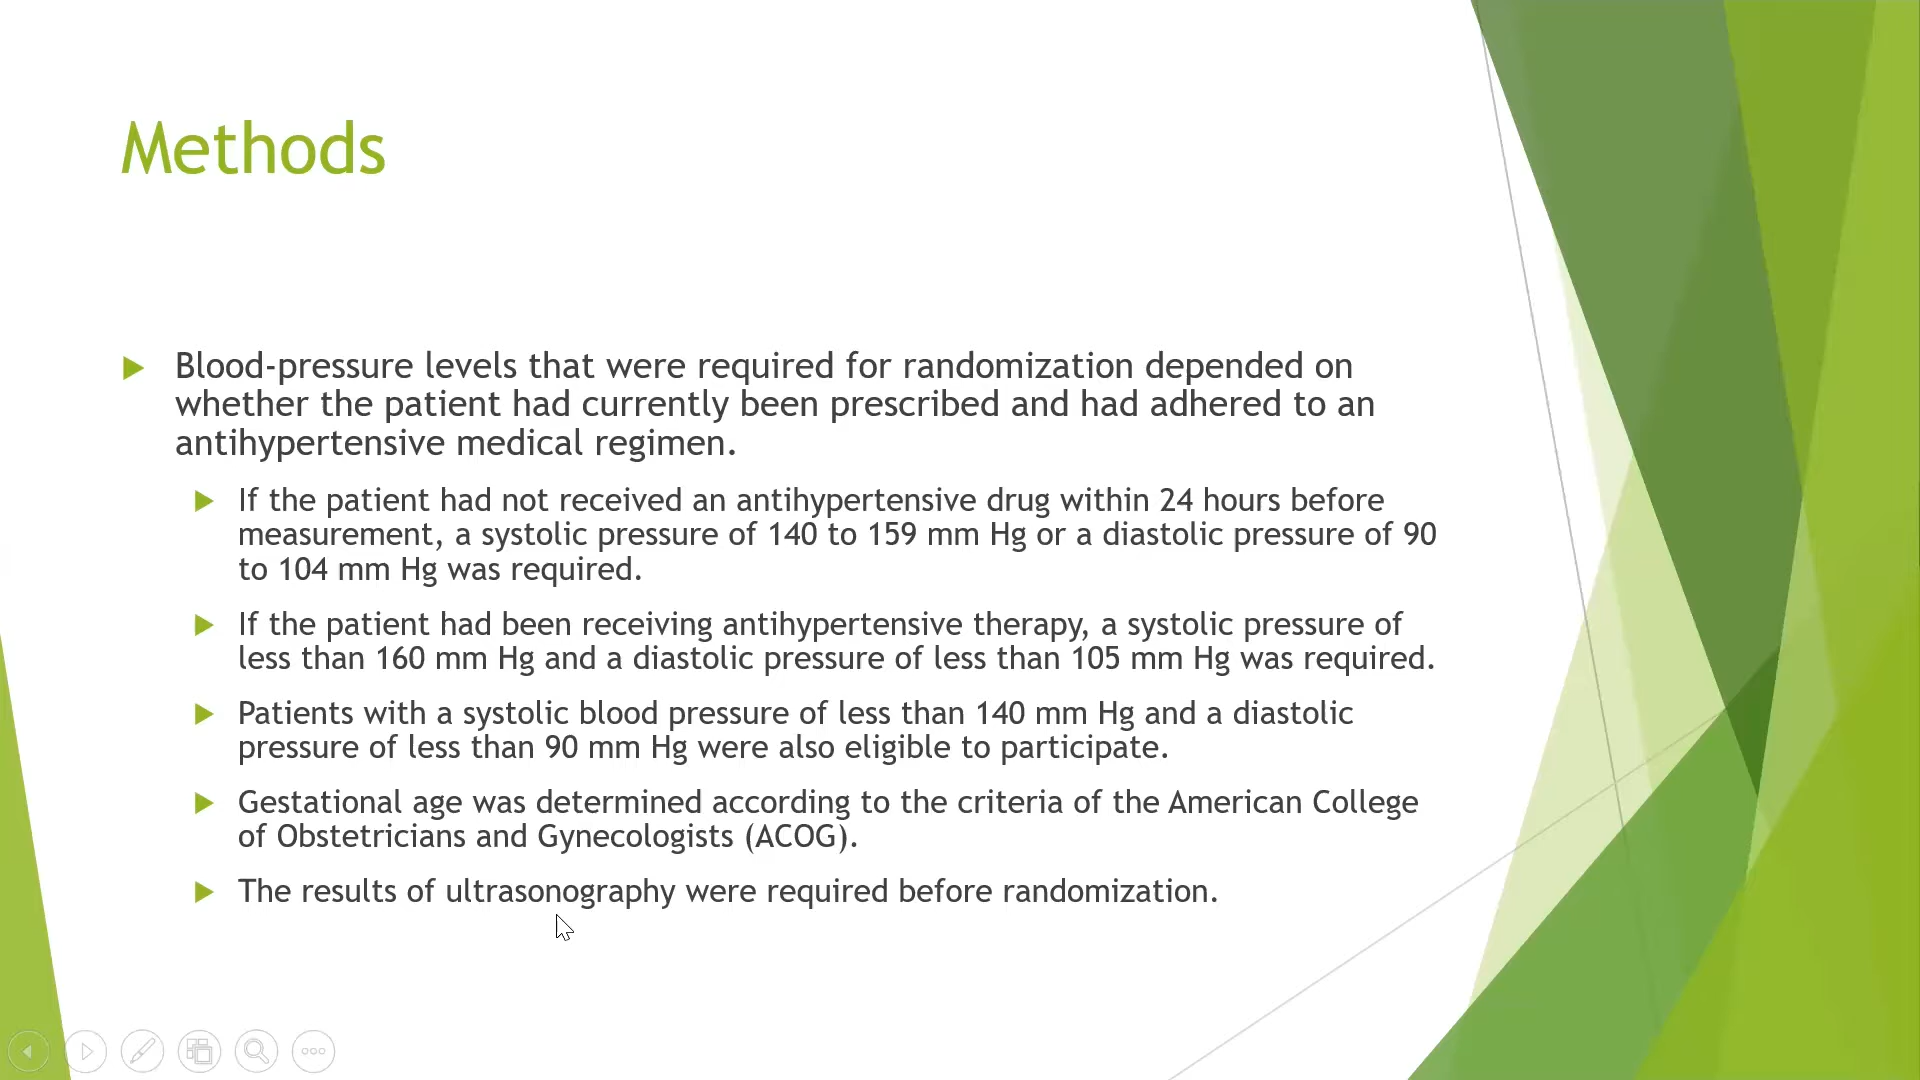 Methods
Blood-pressure levels that were required for randomization depended on
whether the patient had currently been prescribed and had adhered to an
antihypertensive medical regimen.
If the patient had not received an antihypertensive drug within 24 hours before
measurement, a systolic pressure of 140 to 159 mm Hg or a diastolic pressure of 90
to 104 mm Hg was required.
If the patient had been receiving antihypertensive therapy, a systolic pressure of
less than 160 mm Hg and a diastolic pressure of less than 105 mm Hg was required.
Patients with a systolic blood pressure of less than 140 mm Hg and a diastolic
pressure of less than 90 mm Hg were also eligible to participate.
Gestational age was determined according to the criteria of the American College
of Obstetricians and Gynecologists (ACOG).
The results of ultrasonography were required before randomization.